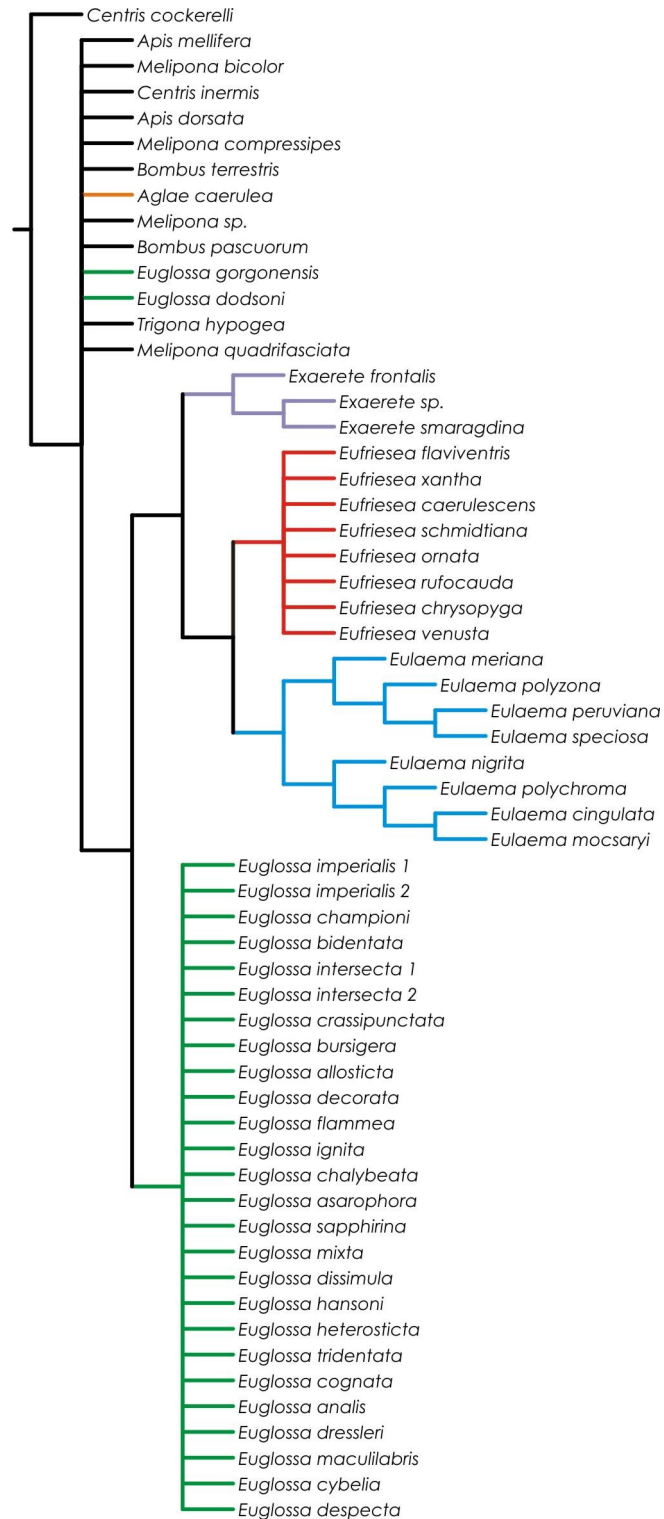 Centris cockerelli
Apis mellifera
Melipona bicolor
Centris inermis
Apis dorsata
Melipona compressipes
Bombus terrestris
Aglae caerulea
Melipona sp.
Bombus pascuorum
Euglossa gorgonensis
Euglossa dodsoni
Trigona hypogea
Melipona quadrifasciata
Exaerete frontalis
Exaerete sp.
Exaerete smaragdina
Eufriesea flaviventris
Eufriesea xantha
Eufriesea caerulescens
Eufriesea schmidtiana
Eufriesea ornata
Eufriesea rufocauda
Eufriesea chrysopyga
Eufriesea venusta
Eulaema meriana
Eulaema polyzona
Eulaema peruviana
Eulaema speciosa
Eulaema nigrita
Eulaema polychroma
Eulaema cingulata
Eulaema mocsaryi
Euglossa imperialis 1
Euglossa imperialis 2
Euglossa championi
Euglossa bidentata
Euglossa intersecta 1
Euglossa intersecta 2
Euglossa crassipunctata
Euglossa bursigera
Euglossa allosticta
Euglossa decorata
Euglossa flammea
Euglossa ignita
Euglossa chalybeata
Euglossa asarophora
Euglossa sapphirina
Euglossa mixta
Euglossa dissimula
Euglossa hansoni
Euglossa heterosticta
Euglossa tridentata
Euglossa cognata
Euglossa analis
Euglossa dressleri
Euglossa maculilabris
Euglossa cybelia
Euglossa despecta